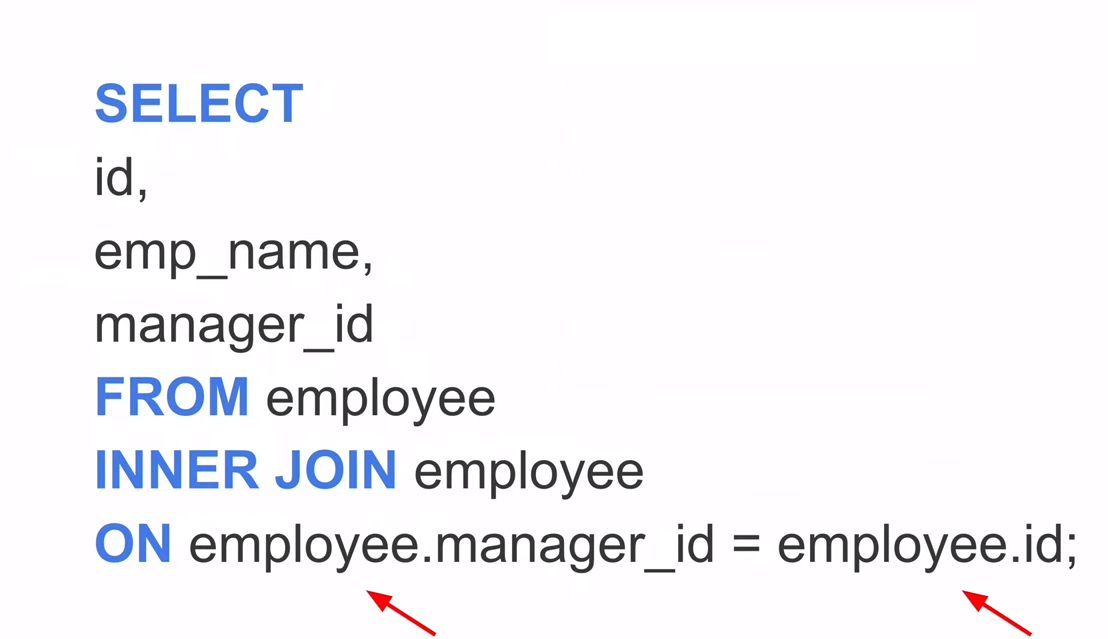 SELECT
id,
emp_name,
manager_id
FROM employee
INNER JOIN employee
ON employee.manager_id = employee.id;